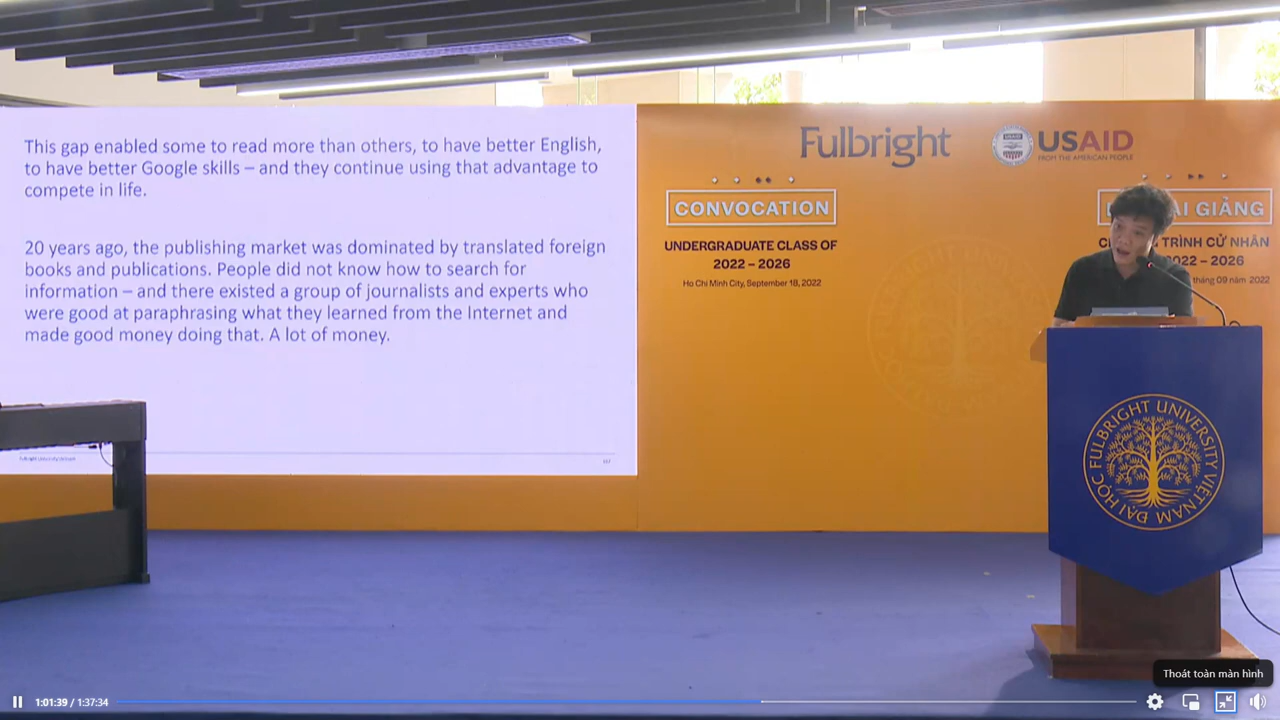 This gap enabled some to read more than others, to have better English,
to have better Google skills – and they continue using that advantage to
compete in life.
20 years ago, the publishing market was dominated by translated foreign
books and publications. People did not know how to search for
information – and there existed a group of journalists and experts who
were good at paraphrasing what they learned from the Internet and
made good money doing that. A lot of money.
Fulbright University Vietnam
Fulbright
USAID
FROM THE AMERICAN PEOPLE
CONVOCATION
UNDERGRADUATE CLASS OF
2022 – 2026
Ho Chi Minh City, September 18, 2022
GIẢNG
TRÌNH CỬ NHÂN
2022 – 2026
tháng 09 năm 2022
FULBRIGHT UNIVERSITY VIETNAM
ĐẠI HỌC FULBRIGHT VIỆT NAM
Thoát toàn màn hình
1:01:39 / 1:37:34